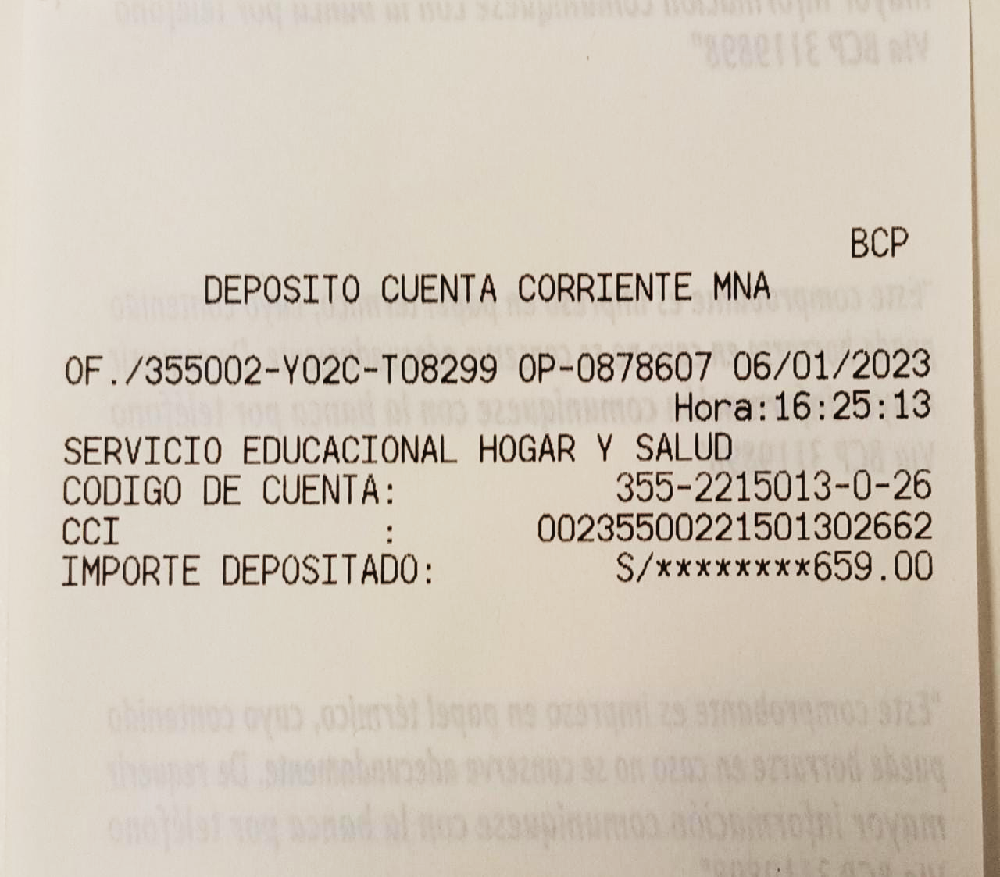 BCP
DEPOSITO CUENTA CORRIENTE MNA
OF./355002-Y02C-T08299 OP-0878607 06/01/2023
Hora:16:25:13
SERVICIO EDUCACIONAL HOGAR Y SALUD
CODIGO DE CUENTA: 355-2215013-0-26
CCI : 00235500221501302662
IMPORTE DEPOSITADO: S/********659.00